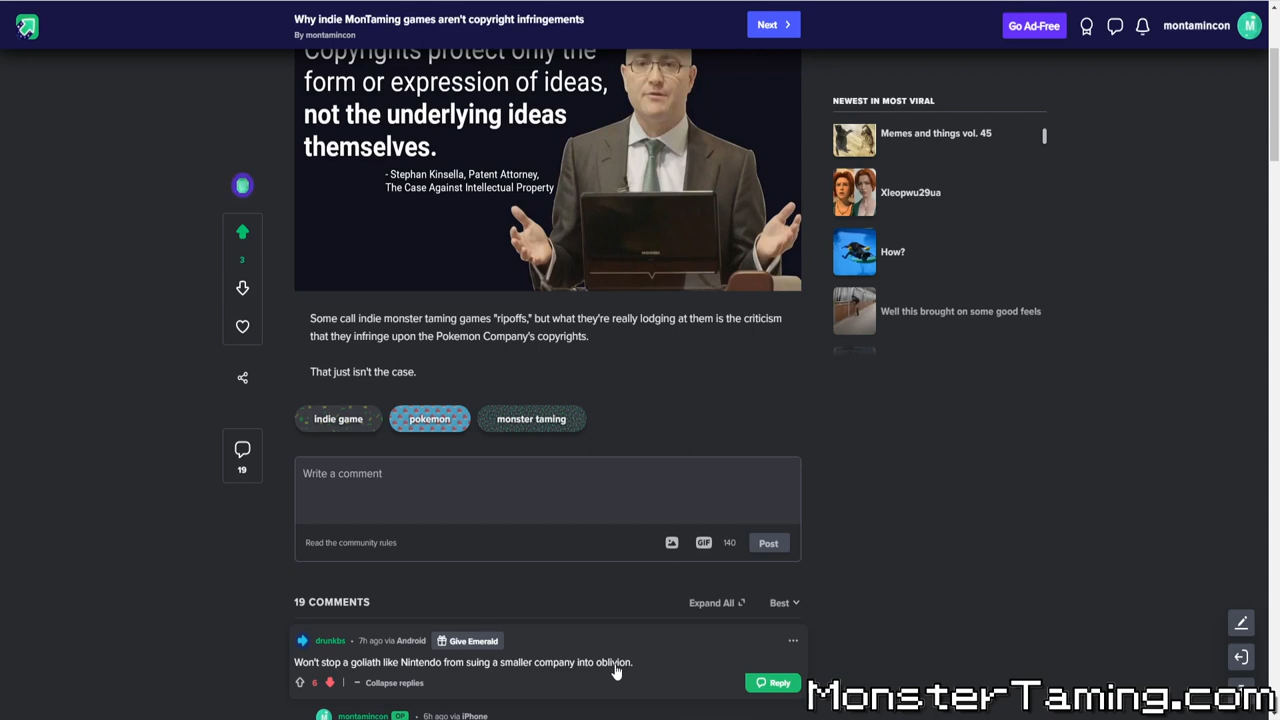 Why indie MonTaming games aren't copyright infringements
By montamincon
Next
Go Ad-Free
montamincon
M
Copyrights protect only the
form or expression of ideas,
not the underlying ideas
themselves.
- Stephan Kinsella, Patent Attorney,
The Case Against Intellectual Property
NEWEST IN MOST VIRAL
Memes and things vol. 45
Xleopwu29ua
How?
Well this brought on some good feels
3
Some call indie monster taming games "ripoffs," but what they're really lodging at them is the criticism
that they infringe upon the Pokemon Company's copyrights.
That just isn't the case.
indie game
pokemon
monster taming
19
Write a comment
Read the community rules
GIF
140
Post
19 COMMENTS
Expand All
Best
drunkbs • 7h ago via Android
Give Emerald
Won't stop a goliath like Nintendo from suing a smaller company into oblivion.
6
Collapse replies
Reply
montamincon OP • 6h ago via iPhone
MonsterTaming.com